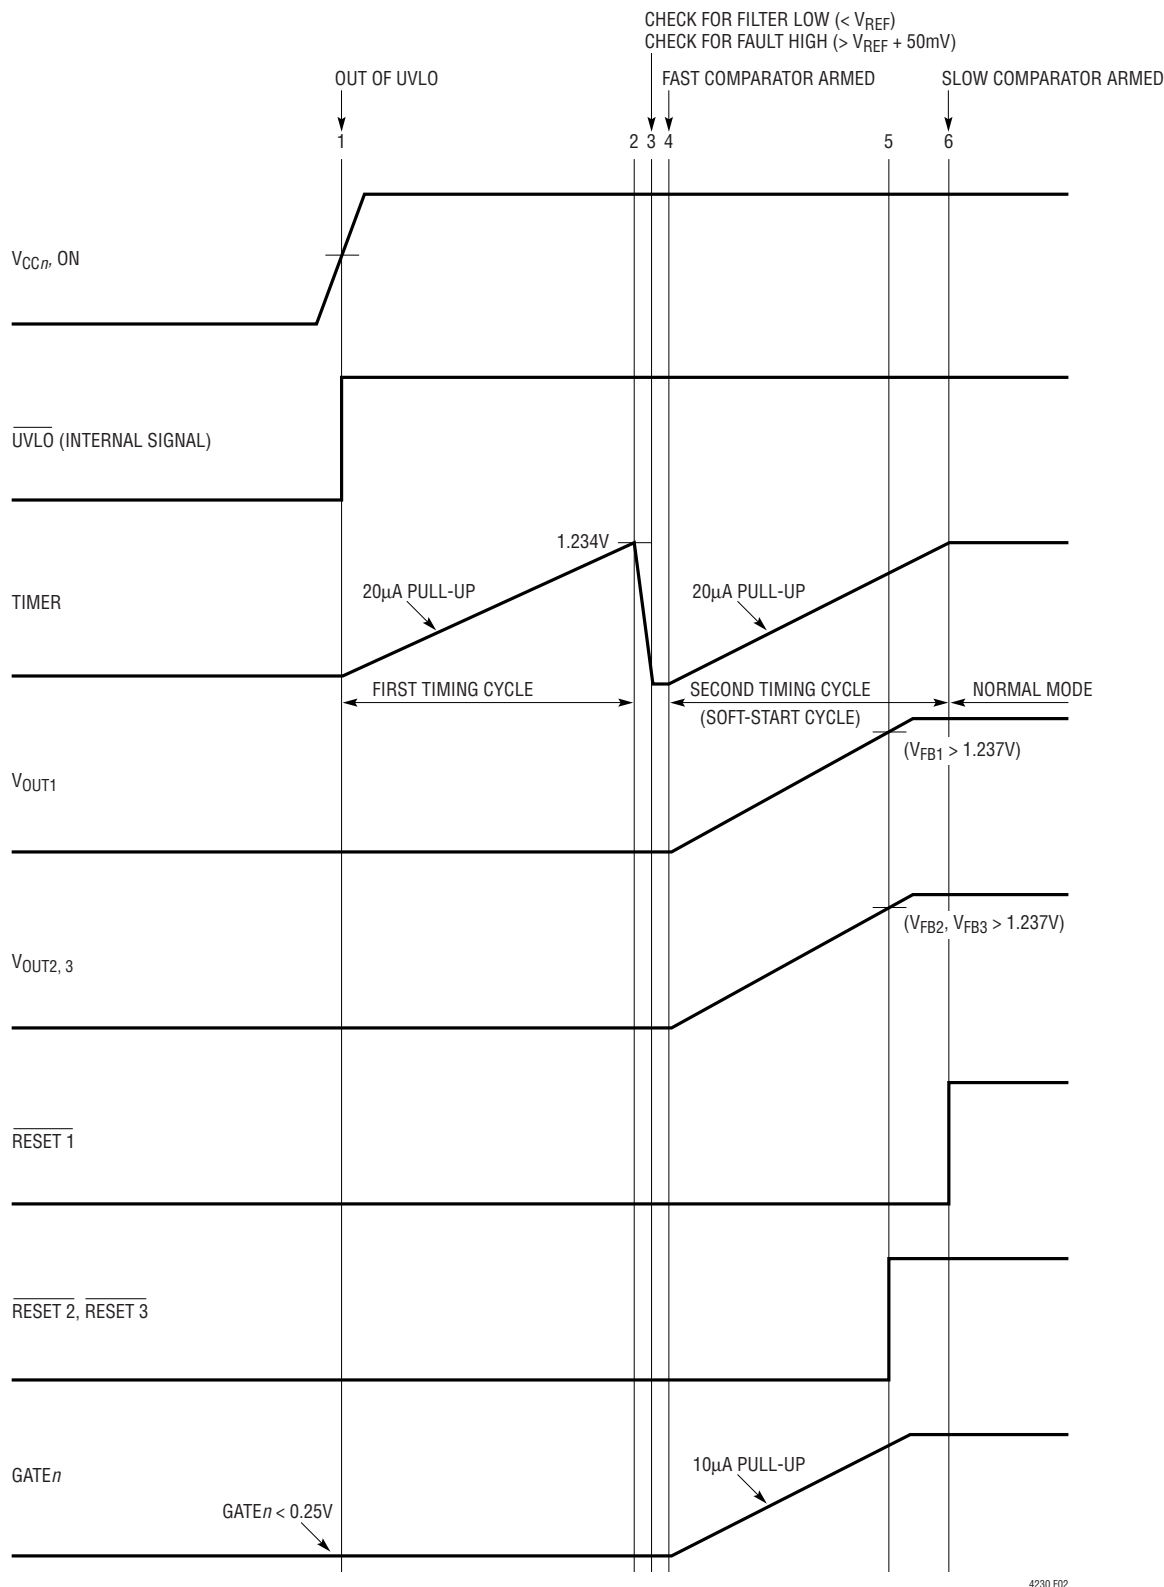 CHECK FOR FILTER LOW (< VREF)
CHECK FOR FAULT HIGH (> VREF + 50mV)
OUT OF UVLO
FAST COMPARATOR ARMED
SLOW COMPARATOR ARMED
1 2 3 4 5 6
VCCn, ON
UVLO (INTERNAL SIGNAL)
1.234V
TIMER
20µA PULL-UP
20µA PULL-UP
FIRST TIMING CYCLE
SECOND TIMING CYCLE
(SOFT-START CYCLE)
NORMAL MODE
(VFB1 > 1.237V)
VOUT1
(VFB2, VFB3 > 1.237V)
VOUT2, 3
RESET 1
RESET 2, RESET 3
10µA PULL-UP
GATEn
GATEn < 0.25V
4230 F02